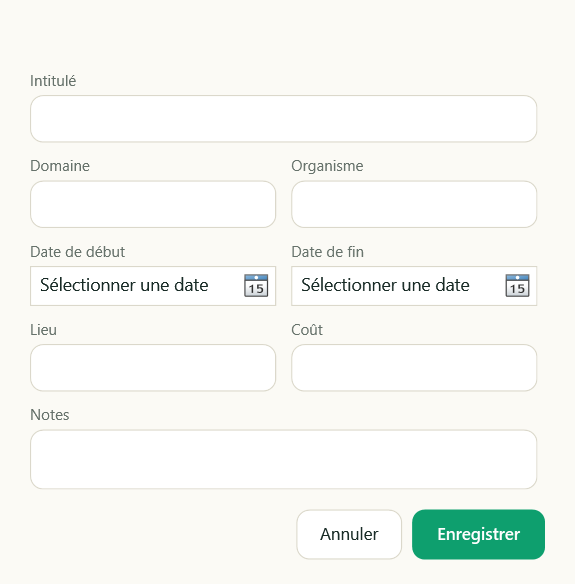 Intitulé
Domaine Organisme
Date de début Date de fin
Sélectionner une date 15 Sélectionner une date 15
Lieu Coût
Notes
Annuler Enregistrer